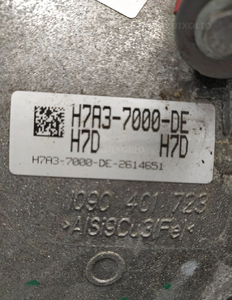 H7A3-7000-DE
H7D H7D
H7A3-7000-DE-2614651
1090 401 723
>AlSi9Cu3(Fe)<